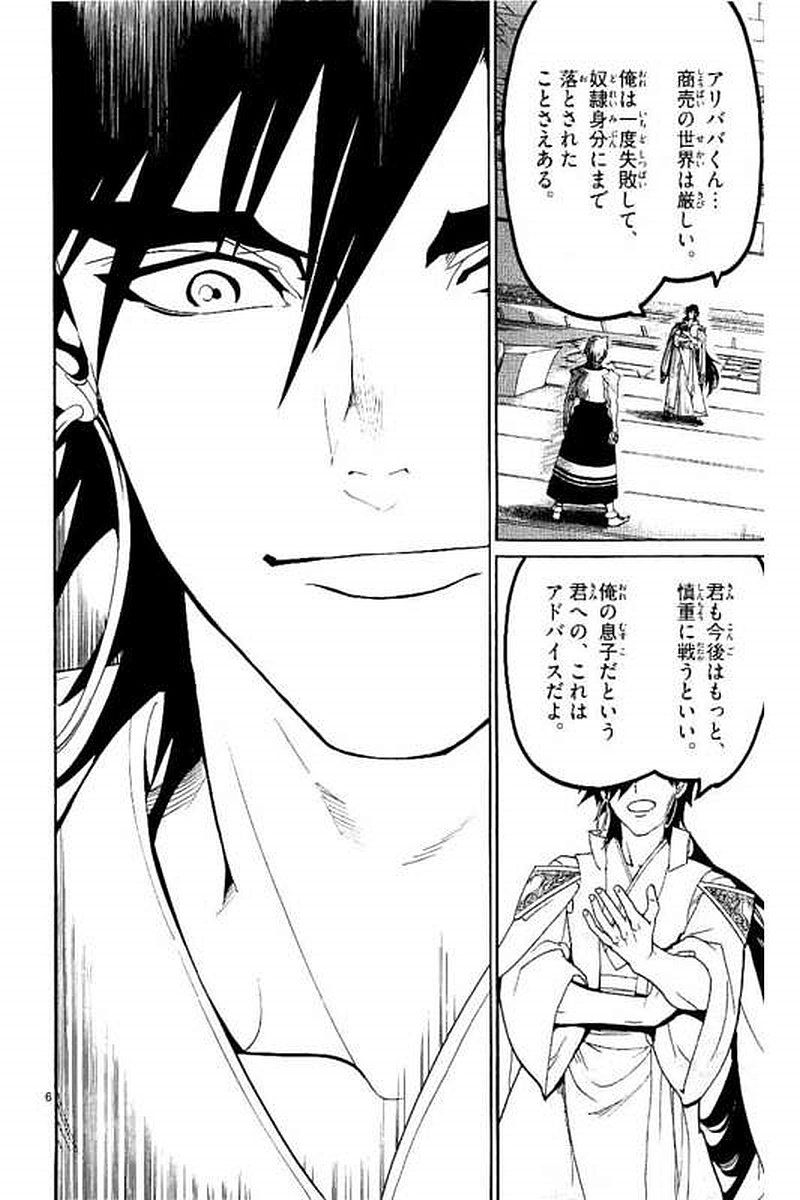 アリババくん…
商売の世界は厳しい。
俺は一度失敗して、
奴隷身分にまで
落とされた
ことさえある。
君も今後はもっと、
慎重に戦うといい。
俺の息子だという
君への、これは
アドバイスだよ。
6